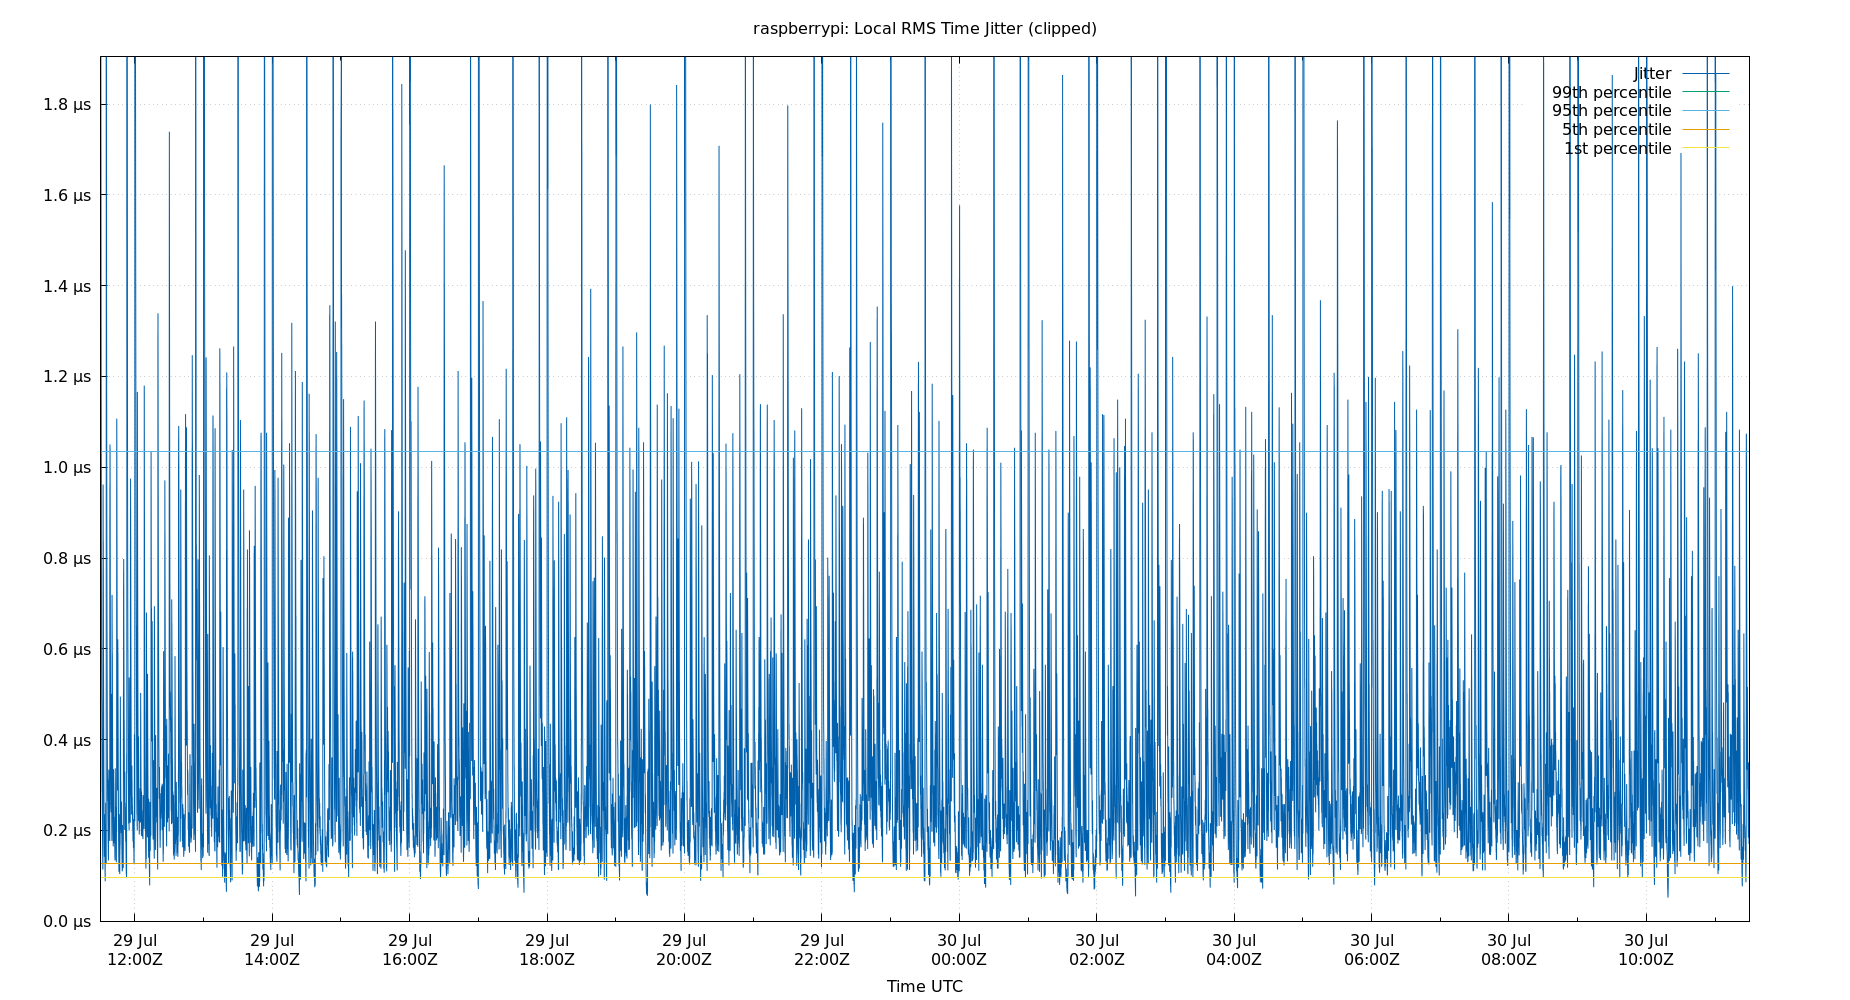 raspberrypi: Local RMS Time Jitter (clipped)
Jitter
99th percentile
95th percentile
5th percentile
1st percentile
1.8 μs
1.6 μs
1.4 μs
1.2 μs
1.0 μs
0.8 μs
0.6 μs
0.4 μs
0.2 μs
0.0 μs
29 Jul 29 Jul 29 Jul 29 Jul 29 Jul 29 Jul 30 Jul 30 Jul 30 Jul 30 Jul 30 Jul 30 Jul
12:00Z 14:00Z 16:00Z 18:00Z 20:00Z 22:00Z 00:00Z 02:00Z 04:00Z 06:00Z 08:00Z 10:00Z
Time UTC